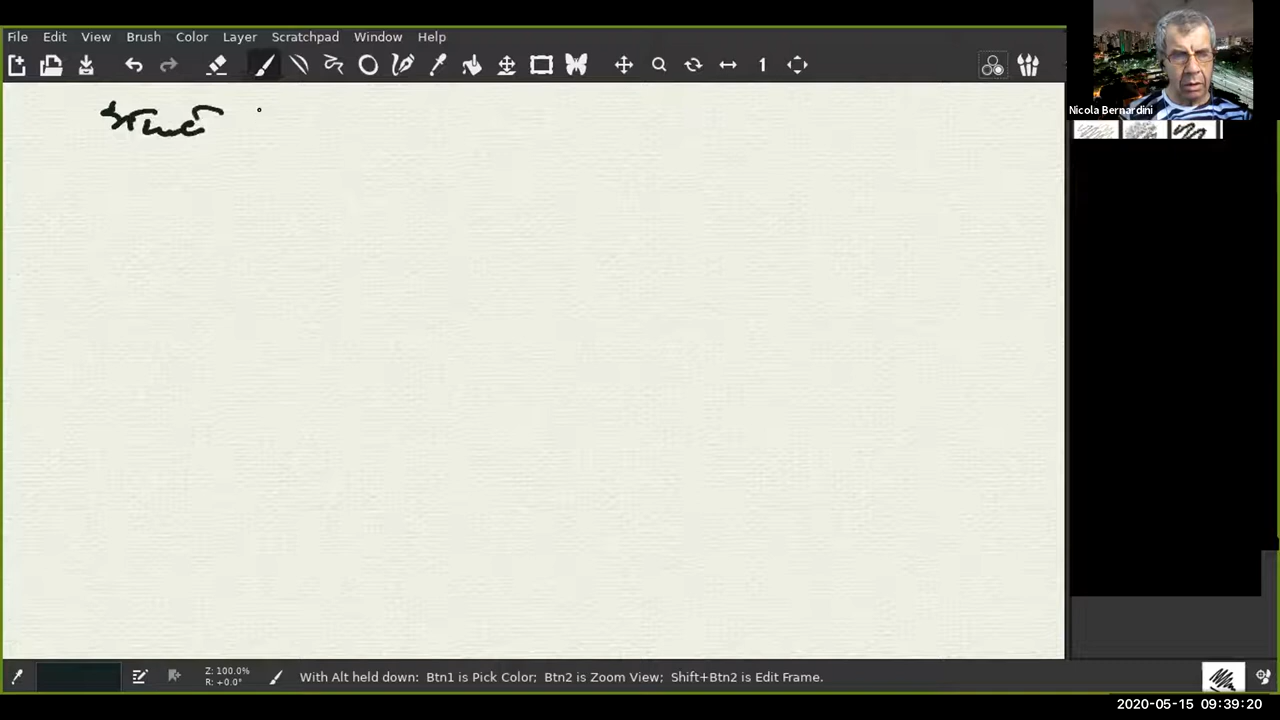 File Edit View Brush Color Layer Scratchpad Window Help
1
Nicola Bernardini
struct
Z: 100.0%
R: +0.0°
With Alt held down: Btn1 is Pick Color; Btn2 is Zoom View; Shift+Btn2 is Edit Frame.
2020-05-15 09:39:20